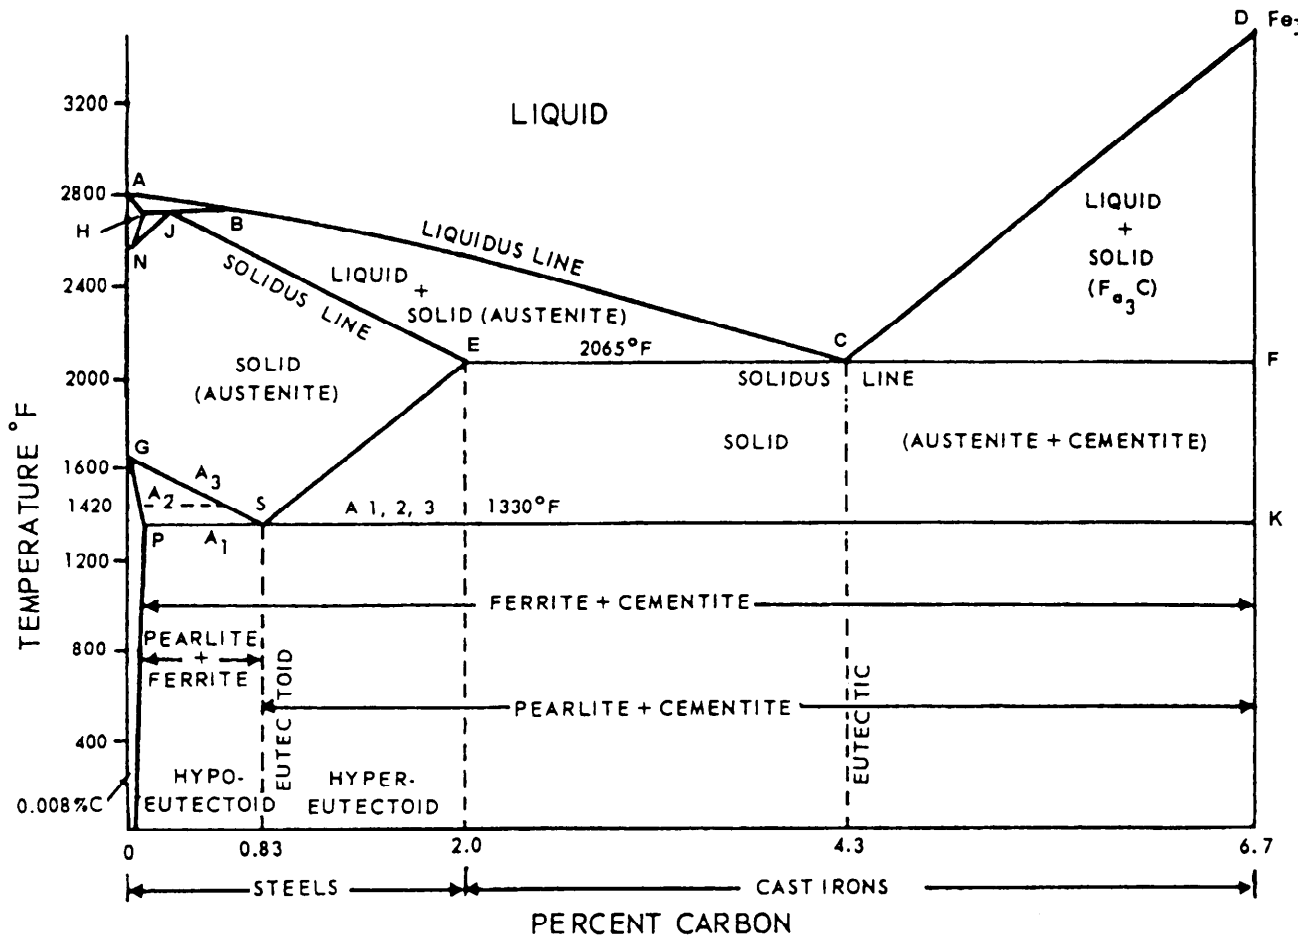 D Fe3
3200
LIQUID
A
2800
H
J
B
N
LIQUIDUS LINE
SOLIDUS LINE
LIQUID
+
SOLID (AUSTENITE)
LIQUID
+
SOLID
(Fa3C)
2400
E
2065°F
C
F
2000
SOLID
(AUSTENITE)
SOLIDUS LINE
TEMPERATURE °F
G
A3
1600
SOLID
(AUSTENITE + CEMENTITE)
1420
A2
S
A 1, 2, 3
1330°F
K
P
A1
1200
FERRITE + CEMENTITE
800
PEARLITE
+
FERRITE
EUTECTOID
PEARLITE + CEMENTITE
EUTECTIC
400
0.008%C
HYPO-
EUTECTOID
HYPER-
EUTECTOID
0
0.83
2.0
4.3
6.7
STEELS
CAST IRONS
PERCENT CARBON